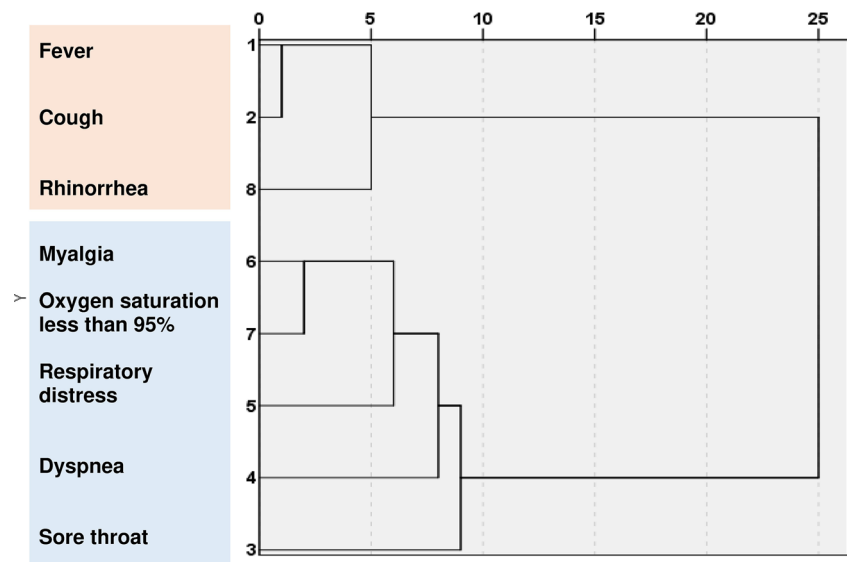 0 5 10 15 20 25
Fever 1
Cough 2
Rhinorrhea 8
Myalgia 6
Y
Oxygen saturation
less than 95% 7
Respiratory
distress 5
Dyspnea 4
Sore throat 3